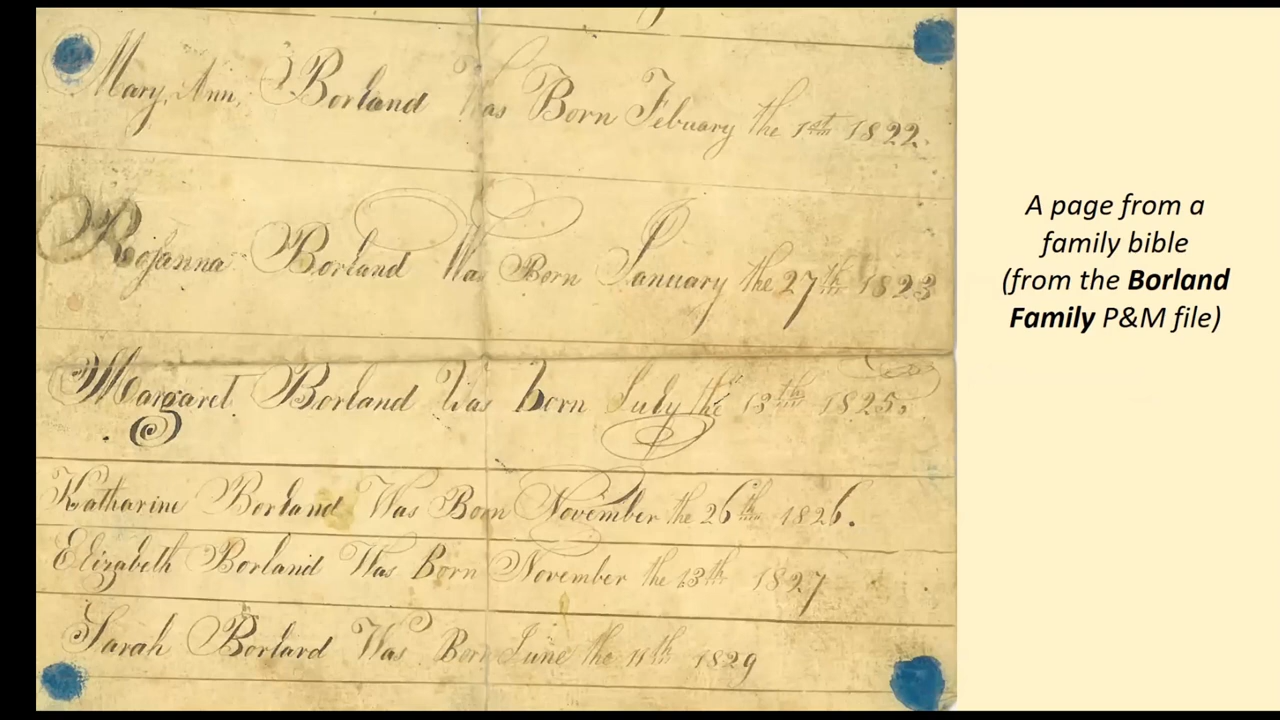 Mary, Ann, Borland Was Born Febuary the 1st 1822.
Rosanna Borland Was Born January the 27th 1823
Margaret Borland Was born July the 13th 1825.
Katharine Borland Was Born November the 26th 1826.
Elizabeth Borland Was Born November the 13th 1827
Sarah Borland Was Born June the 11th 1829
A page from a
family bible
(from the Borland
Family P&M file)